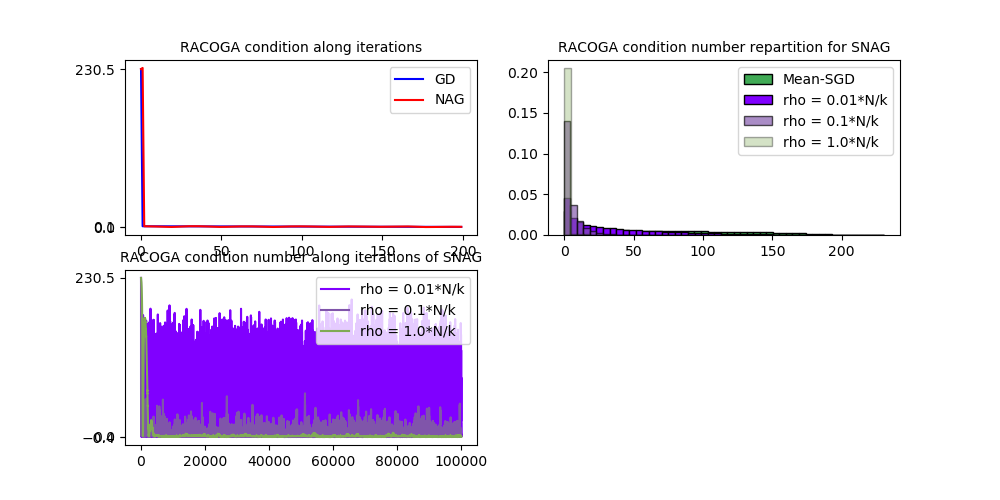 RACOGA condition along iterations
230.5
0.1
0 50 100 150 200
GD
NAG
RACOGA condition number repartition for SNAG
0.20
0.15
0.10
0.05
0.00
0 50 100 150 200
Mean-SGD
rho = 0.01*N/k
rho = 0.1*N/k
rho = 1.0*N/k
RACOGA condition number along iterations of SNAG
230.5
−0.4
0 20000 40000 60000 80000 100000
rho = 0.01*N/k
rho = 0.1*N/k
rho = 1.0*N/k